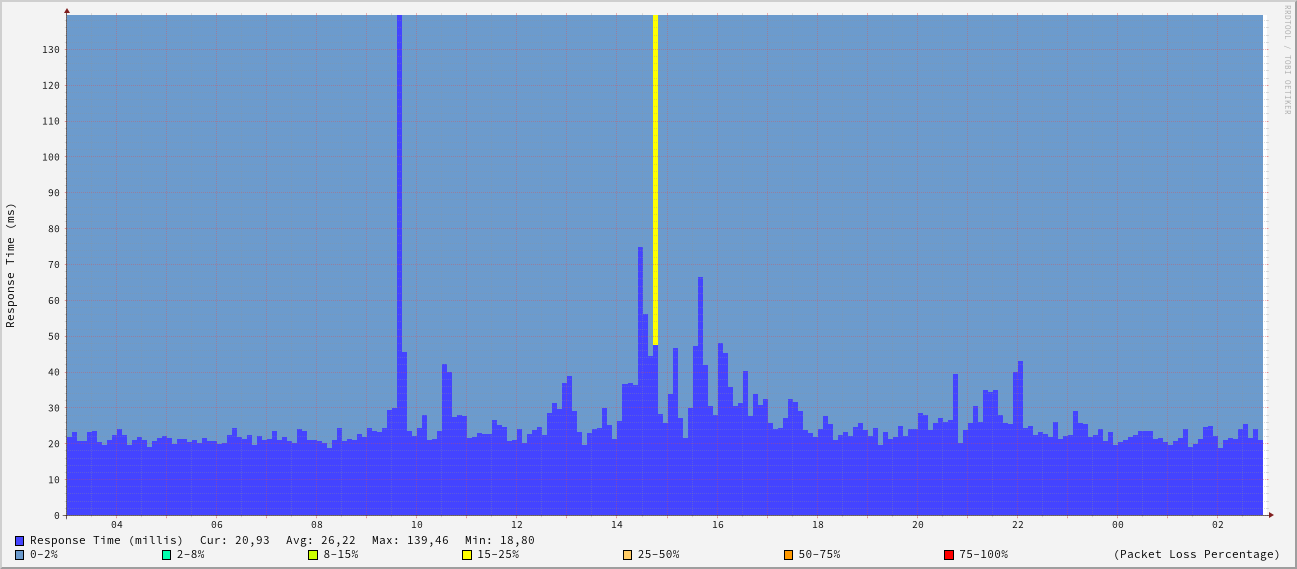 RRDTOOL / TOBI OETIKER
Response Time (ms)
130
120
110
100
90
80
70
60
50
40
30
20
10
0
04 06 08 10 12 14 16 18 20 22 00 02
Response Time (millis) Cur: 20,93 Avg: 26,22 Max: 139,46 Min: 18,80
0-2% 2-8% 8-15% 15-25% 25-50% 50-75% 75-100% (Packet Loss Percentage)